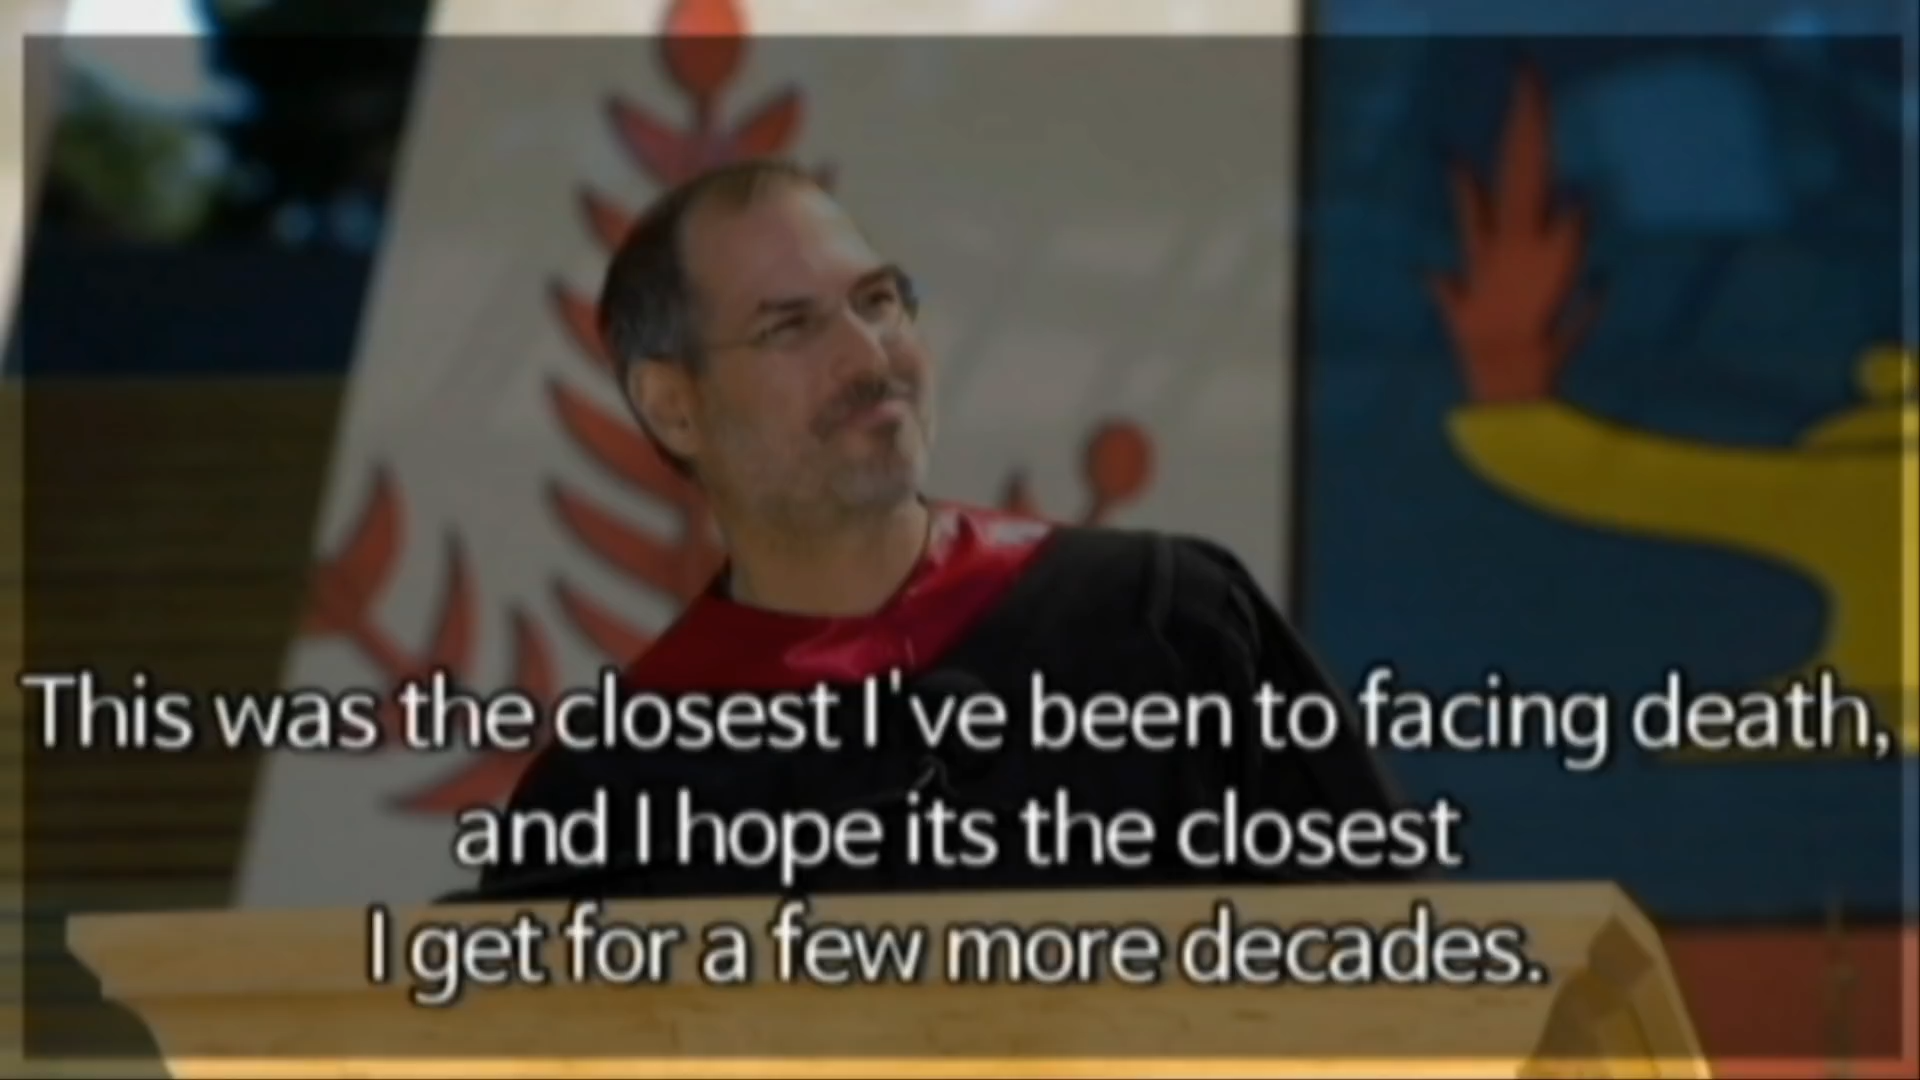 This was the closest I've been to facing death,
and I hope its the closest
I get for a few more decades.